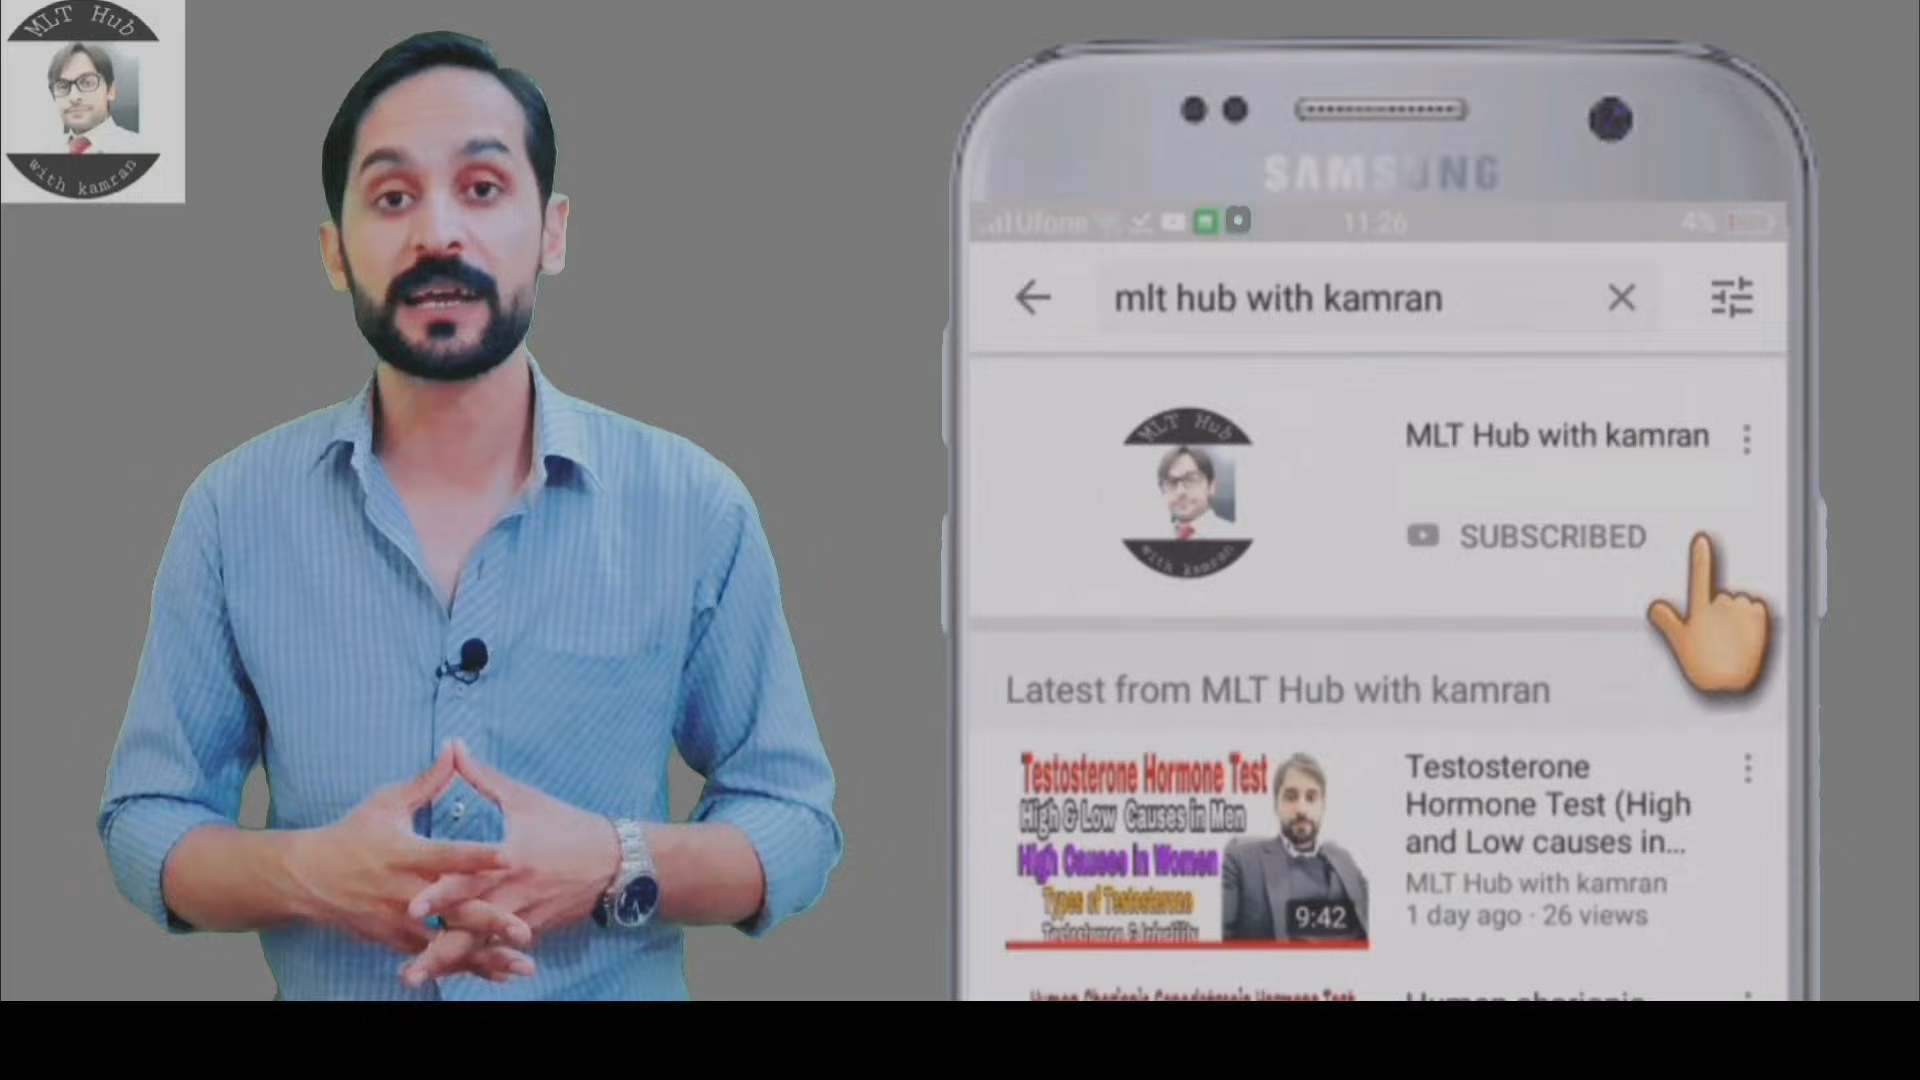 MLT Hub
with kamran
SAMSUNG
Ufone
11:26
4%
mlt hub with kamran
MLT Hub
with kamran
MLT Hub with kamran
SUBSCRIBED
Latest from MLT Hub with kamran
Testosterone Hormone Test
High & Low Causes in Men
High Causes in Women
Types of Testosterone
Testosterone & Infertility
9:42
Testosterone
Hormone Test (High
and Low causes in...
MLT Hub with kamran
1 day ago · 26 views